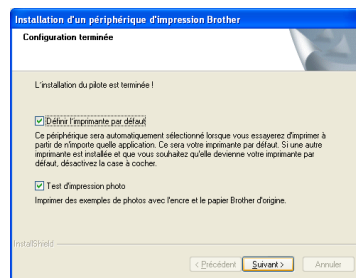 Installation d'un périphérique d'impression Brother
Configuration terminée
L'installation du pilote est terminée !
Définir l'imprimante par défaut
Ce périphérique sera automatiquement sélectionné lorsque vous essayerez d'imprimer à
partir de n'importe quelle application. Ce sera votre imprimante par défaut. Si une autre
imprimante est installée et que vous souhaitez qu'elle devienne votre imprimante par
défaut, désactivez la case à cocher.
Test d'impression photo
Imprimer des exemples de photos avec l'encre et le papier Brother d'origine.
InstallShield
< Précédent
Suivant >
Annuler